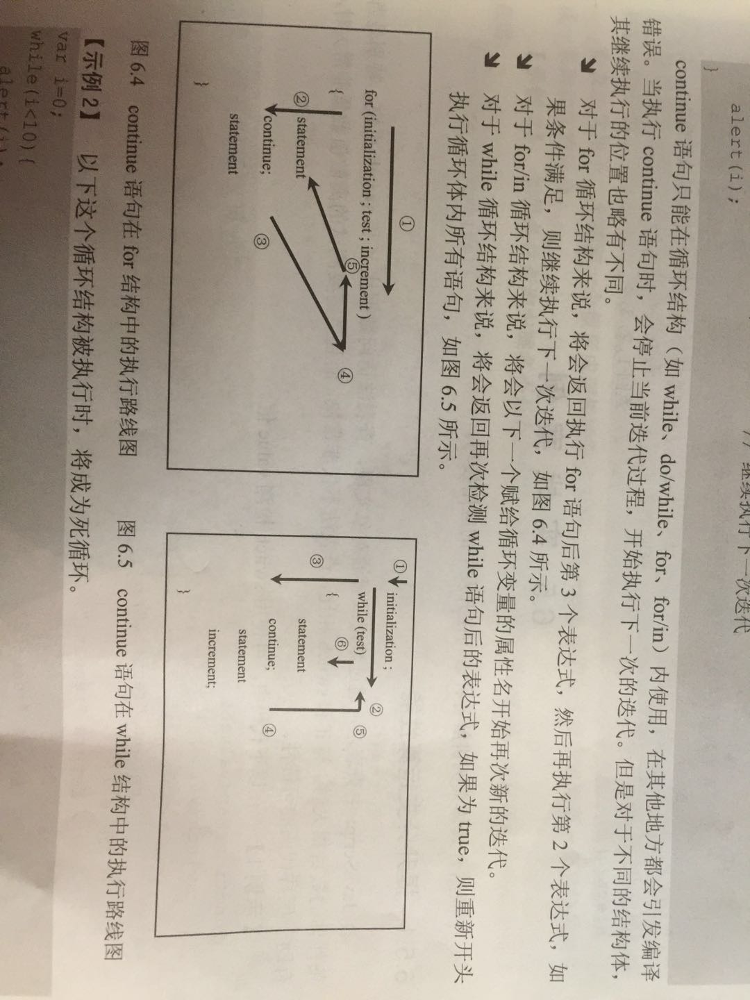 alert(i); // 继续执行下一次迭代
}
continue 语句只能在循环结构（如 while、do/while、for、for/in）内使用，在其他地方都会引发编译
错误。当执行 continue 语句时，会停止当前迭代过程，开始执行下一次的迭代。但是对于不同的结构体，
其继续执行的位置也略有不同。
对于 for 循环结构来说，将会返回执行 for 语句后第 3 个表达式，然后再执行第 2 个表达式，如
果条件满足，则继续执行下一次迭代，如图 6.4 所示。
对于 for/in 循环结构来说，将会以下一个赋给循环变量的属性名开始再次新的迭代。
对于 while 循环结构来说，将会返回再次检测 while 语句后的表达式，如果为 true，则重新开头
执行循环体内所有语句，如图 6.5 所示。
①
for (initialization ; test ; increment )
⑤
④
{
② statement
continue;
③
statement
}
① initialization ;
②
while (test)
⑤
{
⑥
③
statement
continue;
④
statement
increment;
}
图 6.4 continue 语句在 for 结构中的执行路线图
图 6.5 continue 语句在 while 结构中的执行路线图
【示例 2】 以下这个循环结构被执行时，将成为死循环。
var i=0;
while(i<10){
alert(i);